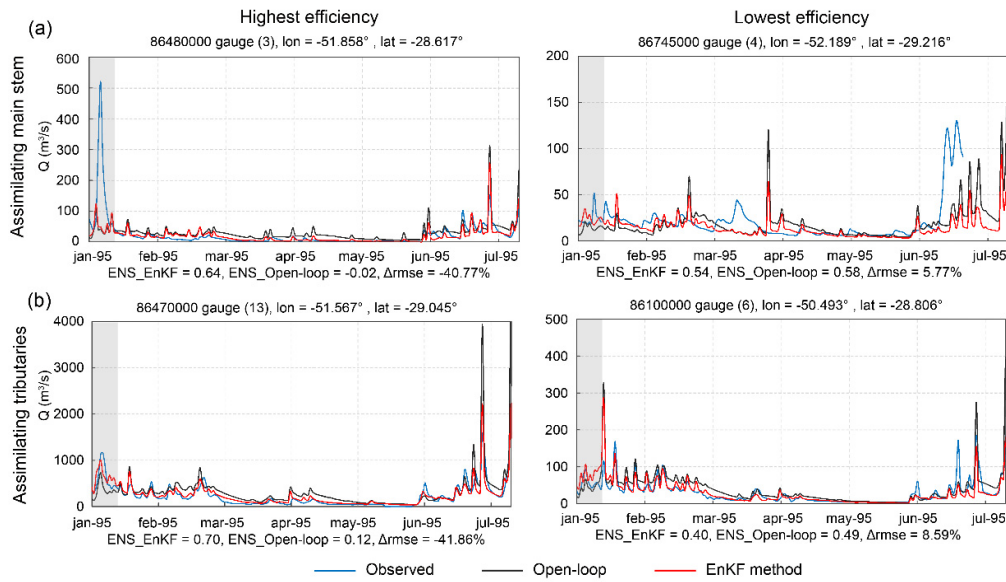 Highest efficiency
Lowest efficiency
(a)
86480000 gauge (3), lon = -51.858° , lat = -28.617°
86745000 gauge (4), lon = -52.189° , lat = -29.216°
Assimilating main stem
Q (m³/s)
600
500
400
300
200
100
0
200
150
100
50
0
jan-95 feb-95 mar-95 apr-95 may-95 jun-95 jul-95
jan-95 feb-95 mar-95 apr-95 may-95 jun-95 jul-95
ENS_EnKF = 0.64, ENS_Open-loop = -0.02, Δrmse = -40.77%
ENS_EnKF = 0.54, ENS_Open-loop = 0.58, Δrmse = 5.77%
(b)
86470000 gauge (13), lon = -51.567° , lat = -29.045°
86100000 gauge (6), lon = -50.493° , lat = -28.806°
Assimilating tributaries
Q (m³/s)
4000
3000
2000
1000
0
500
400
300
200
100
0
jan-95 feb-95 mar-95 apr-95 may-95 jun-95 jul-95
jan-95 feb-95 mar-95 apr-95 may-95 jun-95 jul-95
ENS_EnKF = 0.70, ENS_Open-loop = 0.12, Δrmse = -41.86%
ENS_EnKF = 0.40, ENS_Open-loop = 0.49, Δrmse = 8.59%
Observed
Open-loop
EnKF method